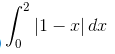 ∫₀² |1 − x| dx